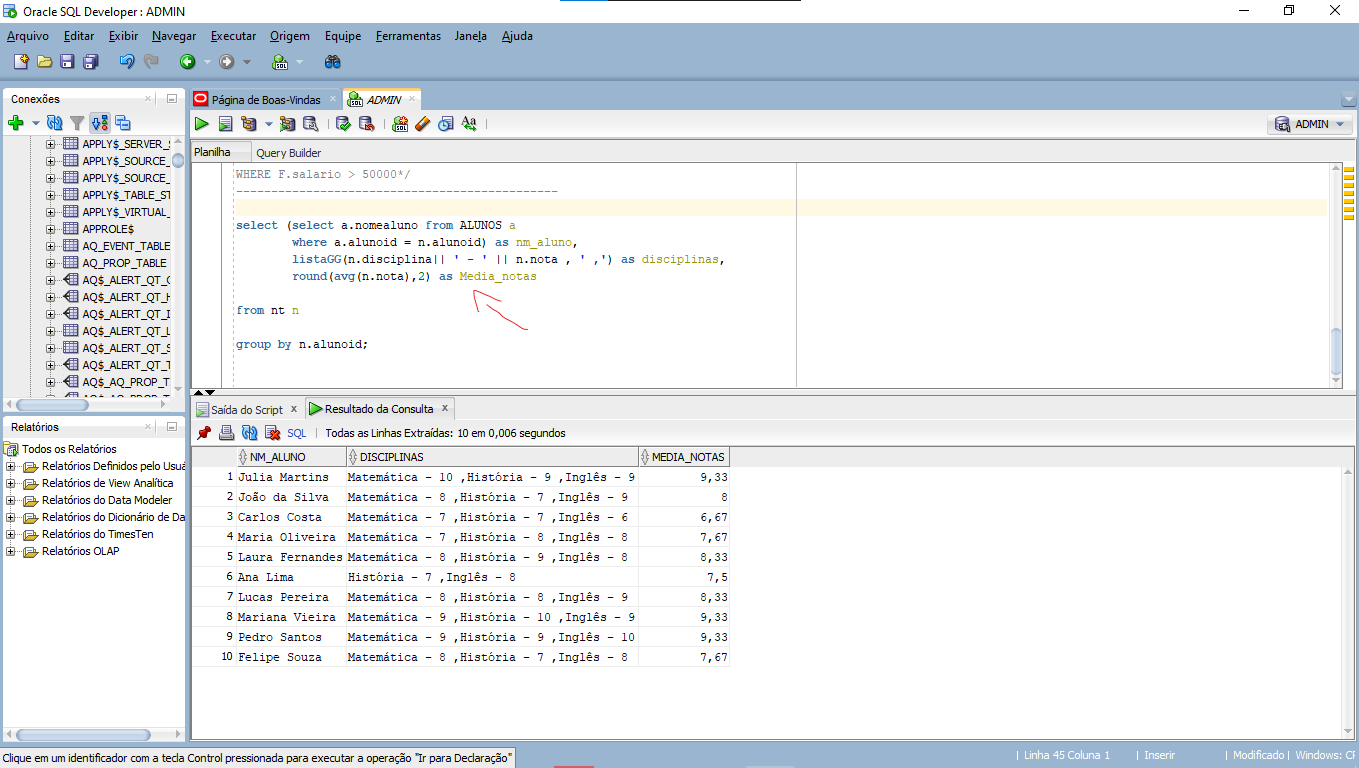 Oracle SQL Developer : ADMIN
Arquivo Editar Exibir Navegar Executar Origem Equipe Ferramentas Janela Ajuda
Conexões
APPLY$_SERVER_S
APPLY$_SOURCE_
APPLY$_SOURCE_
APPLY$_TABLE_ST
APPLY$_VIRTUAL_
APPROLE$
AQ_EVENT_TABLE
AQ_PROP_TABLE
AQ$_ALERT_QT_G
AQ$_ALERT_QT_H
AQ$_ALERT_QT_I
AQ$_ALERT_QT_L
AQ$_ALERT_QT_S
AQ$_ALERT_QT_T
AQ$_AQ_PROP_T
Relatórios
Todos os Relatórios
Relatórios Definidos pelo Usuá
Relatórios de View Analítica
Relatórios do Data Modeler
Relatórios do Dicionário de Da
Relatórios do TimesTen
Relatórios OLAP
Página de Boas-Vindas ADMIN
SQL Aa ADMIN
Planilha Query Builder
WHERE F.salario > 50000*/
----------------------------------------------
select (select a.nomealuno from ALUNOS a
where a.alunoid = n.alunoid) as nm_aluno,
listaGG(n.disciplina|| ' - ' || n.nota , ' ,') as disciplinas,
round(avg(n.nota),2) as Media_notas
from nt n
group by n.alunoid;
Saída do Script x Resultado da Consulta x
SQL | Todas as Linhas Extraídas: 10 em 0,006 segundos
NM_ALUNO DISCIPLINAS MEDIA_NOTAS
1 Julia Martins Matemática - 10 ,História - 9 ,Inglês - 9 9,33
2 João da Silva Matemática - 8 ,História - 7 ,Inglês - 9 8
3 Carlos Costa Matemática - 7 ,História - 7 ,Inglês - 6 6,67
4 Maria Oliveira Matemática - 7 ,História - 8 ,Inglês - 8 7,67
5 Laura Fernandes Matemática - 8 ,História - 9 ,Inglês - 8 8,33
6 Ana Lima História - 7 ,Inglês - 8 7,5
7 Lucas Pereira Matemática - 8 ,História - 8 ,Inglês - 9 8,33
8 Mariana Vieira Matemática - 9 ,História - 10 ,Inglês - 9 9,33
9 Pedro Santos Matemática - 9 ,História - 9 ,Inglês - 10 9,33
10 Felipe Souza Matemática - 8 ,História - 7 ,Inglês - 8 7,67
Clique em um identificador com a tecla Control pressionada para executar a operação "Ir para Declaração"
| Linha 45 Coluna 1 | Inserir | Modificado | Windows: CR